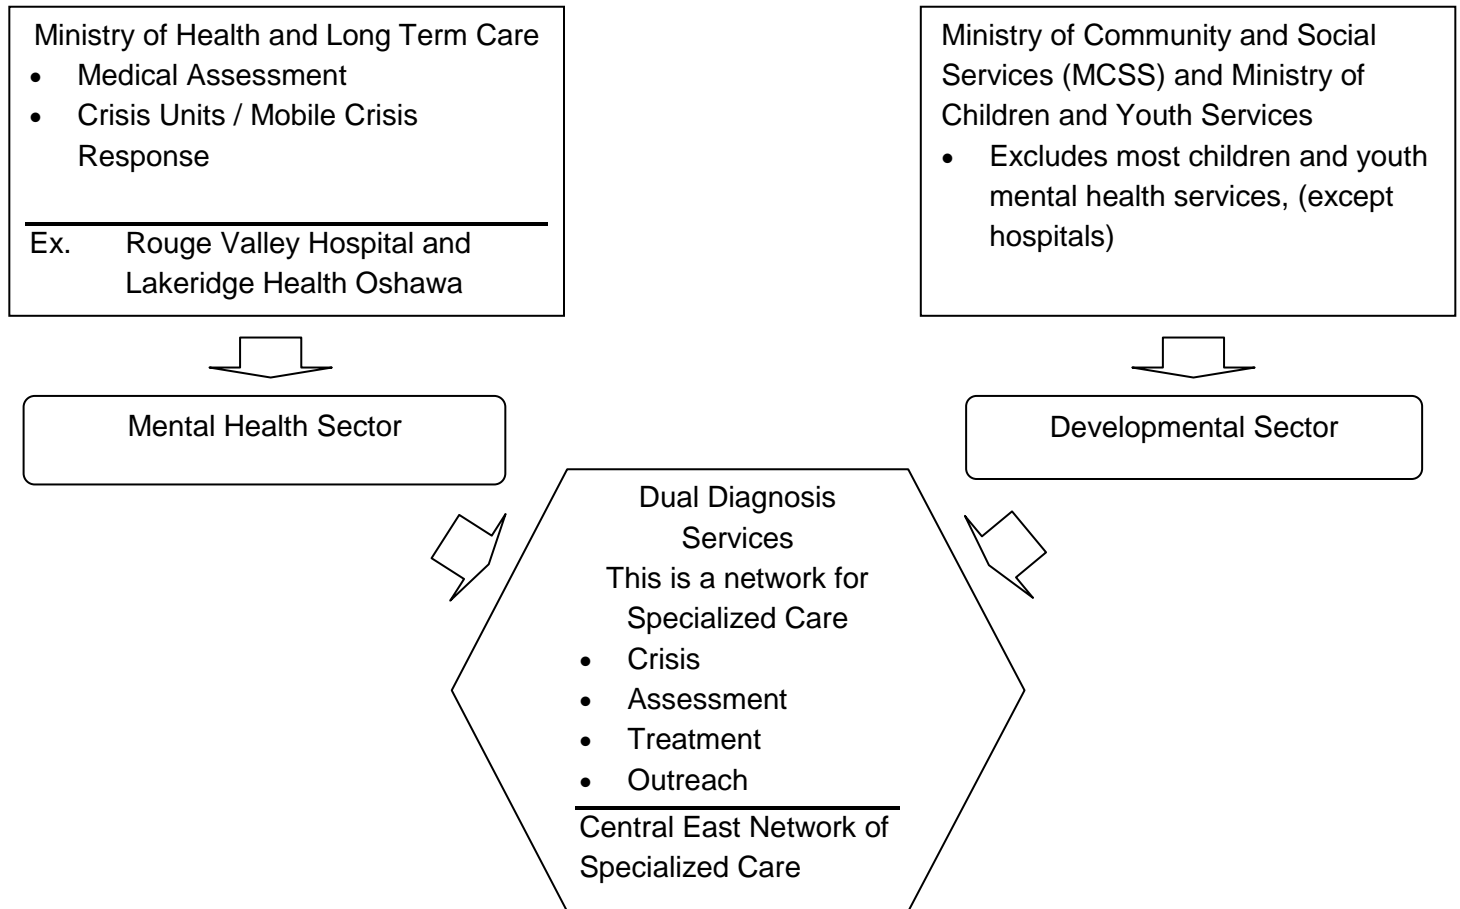 Ministry of Health and Long Term Care
• Medical Assessment
• Crisis Units / Mobile Crisis
Response
Ex. Rouge Valley Hospital and
Lakeridge Health Oshawa
Ministry of Community and Social
Services (MCSS) and Ministry of
Children and Youth Services
• Excludes most children and youth
mental health services, (except
hospitals)
Mental Health Sector
Developmental Sector
Dual Diagnosis
Services
This is a network for
Specialized Care
• Crisis
• Assessment
• Treatment
• Outreach
Central East Network of
Specialized Care